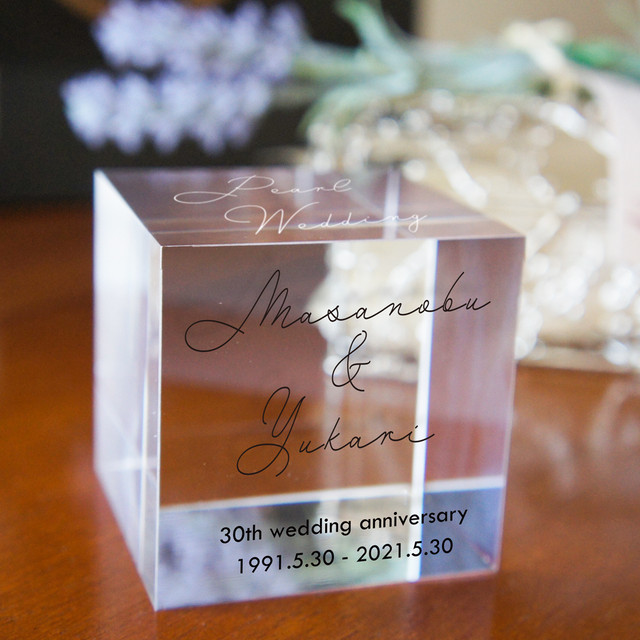 Pearl
Wedding
Masanobu
&
Yukari
30th wedding anniversary
1991.5.30 - 2021.5.30